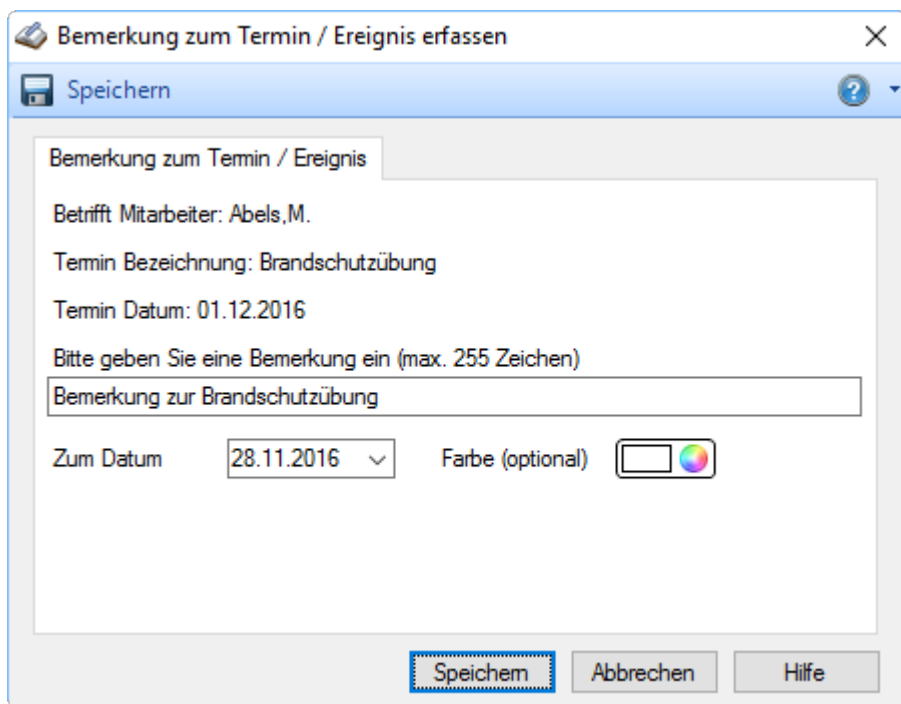 Bemerkung zum Termin / Ereignis erfassen
Speichern
Bemerkung zum Termin / Ereignis
Betrifft Mitarbeiter: Abels,M.
Termin Bezeichnung: Brandschutzübung
Termin Datum: 01.12.2016
Bitte geben Sie eine Bemerkung ein (max. 255 Zeichen)
Bemerkung zur Brandschutzübung
Zum Datum 28.11.2016 Farbe (optional)
Speichern Abbrechen Hilfe